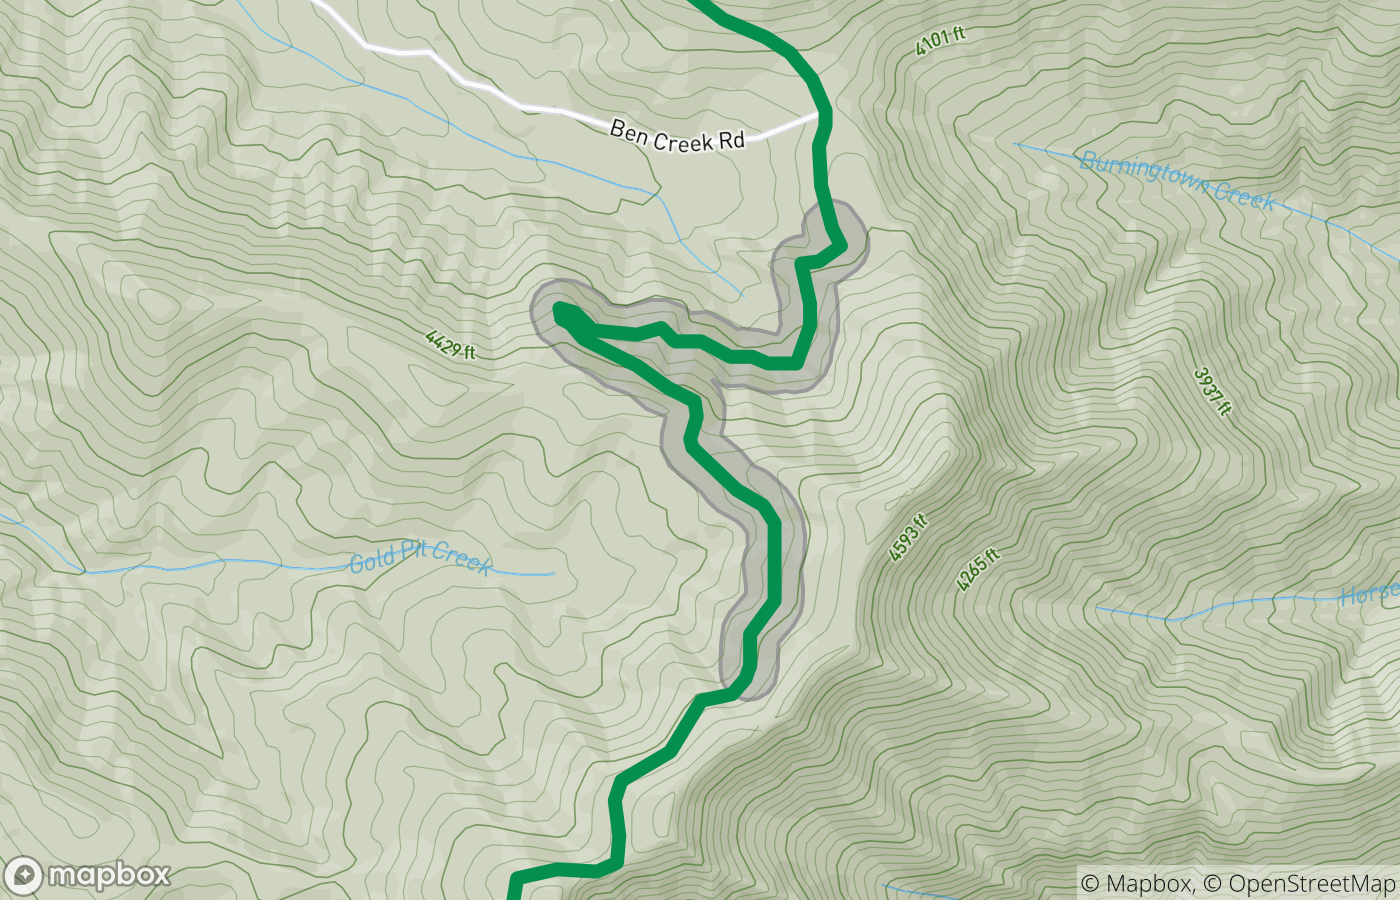 4101 ft
Ben Creek Rd
Burningtown Creek
4429 ft
3937 ft
4593 ft
Gold Pit Creek
4265 ft
Horse
mapbox
© Mapbox, © OpenStreetMap